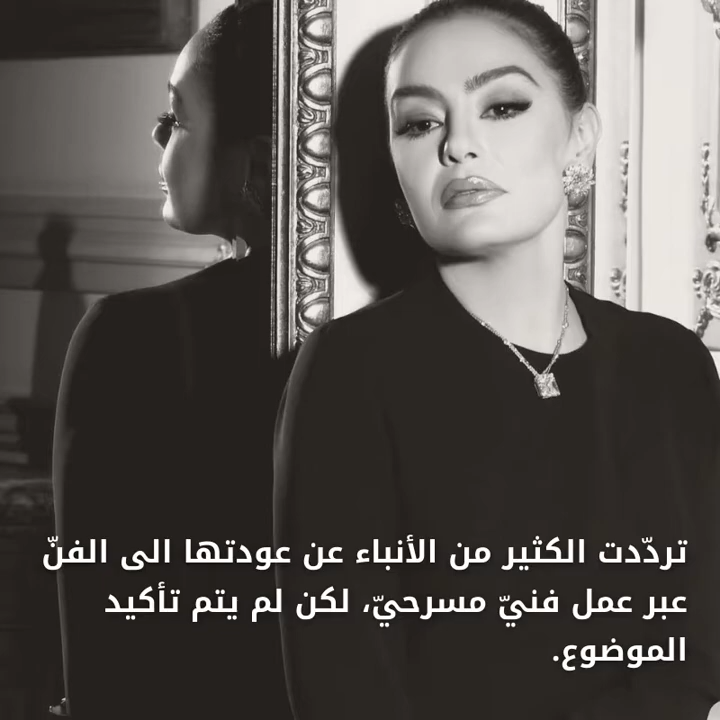 تردّدت الكثير من الأنباء عن عودتها الى الفنّ
عبر عمل فنيّ مسرحيّ، لكن لم يتم تأكيد
الموضوع.